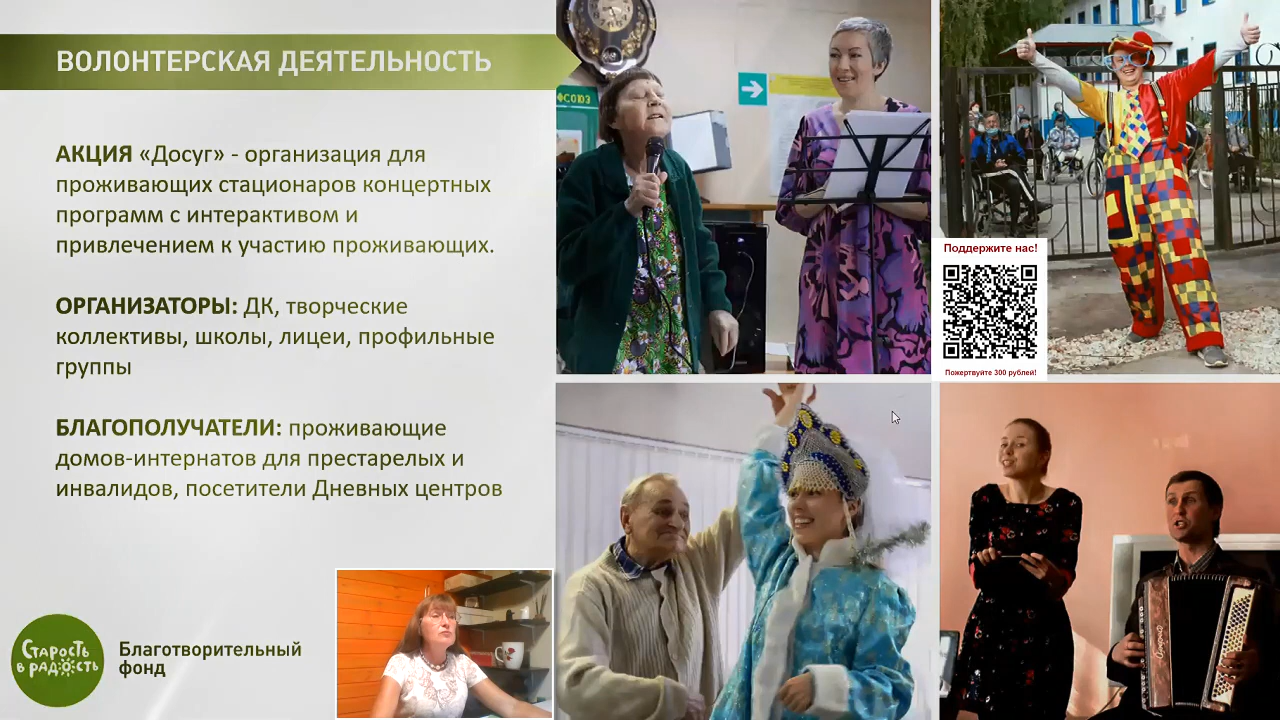 ВОЛОНТЕРСКАЯ ДЕЯТЕЛЬНОСТЬ
АКЦИЯ «Досуг» - организация для
проживающих стационаров концертных
программ с интерактивом и
привлечением к участию проживающих.
ОРГАНИЗАТОРЫ: ДК, творческие
коллективы, школы, лицеи, профильные
группы
БЛАГОПОЛУЧАТЕЛИ: проживающие
домов-интернатов для престарелых и
инвалидов, посетители Дневных центров
Старость
в радость
Благотворительный
фонд
Поддержите нас!
Пожертвуйте 300 рублей!